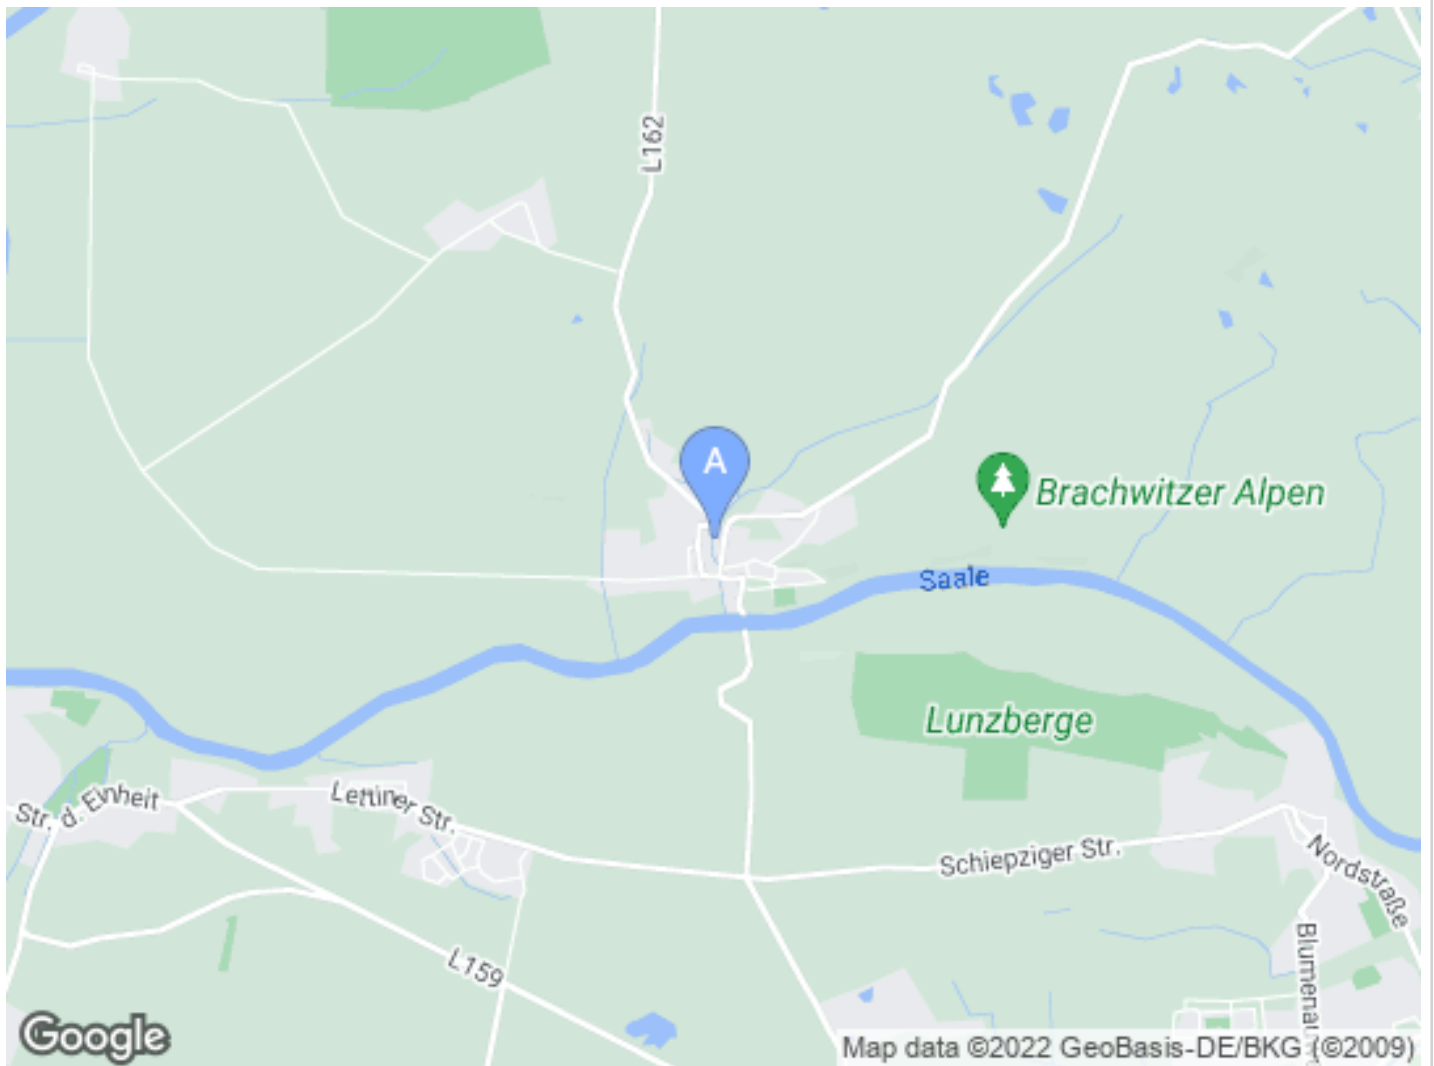 L162
A
Brachwitzer Alpen
Saale
Lunzberge
Str. d. Einheit
Lettiner Str.
Schiepziger Str.
Nordstraße
L159
Google
Map data ©2022 GeoBasis-DE/BKG (©2009)